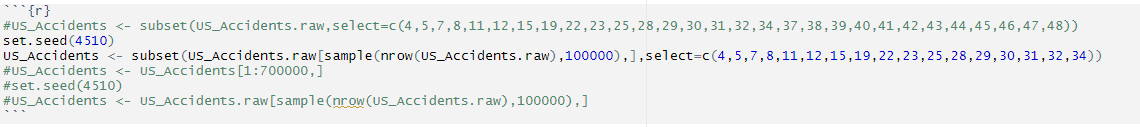 ```{r}
#US_Accidents <- subset(US_Accidents.raw,select=c(4,5,7,8,11,12,15,19,22,23,25,28,29,30,31,32,34,37,38,39,40,41,42,43,44,45,46,47,48))
set.seed(4510)
US_Accidents <- subset(US_Accidents.raw[sample(nrow(US_Accidents.raw),100000),],select=c(4,5,7,8,11,12,15,19,22,23,25,28,29,30,31,32,34))
#US_Accidents <- US_Accidents[1:700000,]
#set.seed(4510)
#US_Accidents <- US_Accidents.raw[sample(nrow(US_Accidents.raw),100000),]
```